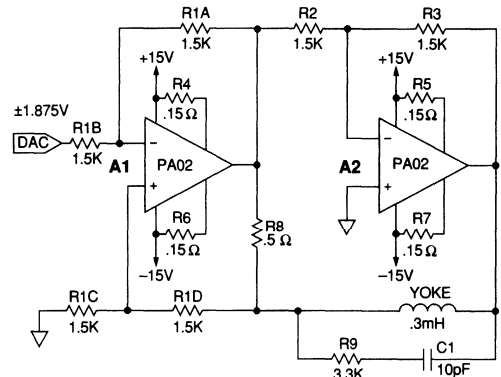 R1A
1.5K
R2
1.5K
R3
1.5K
+15V
R4
.15Ω
+15V
R5
.15Ω
±1.875V
DAC
R1B
1.5K
A1
−
+
PA02
A2
−
+
PA02
R6
.15Ω
−15V
R8
.5 Ω
R7
.15Ω
−15V
R1C
1.5K
R1D
1.5K
YOKE
.3mH
R9
3.3K
C1
10pF